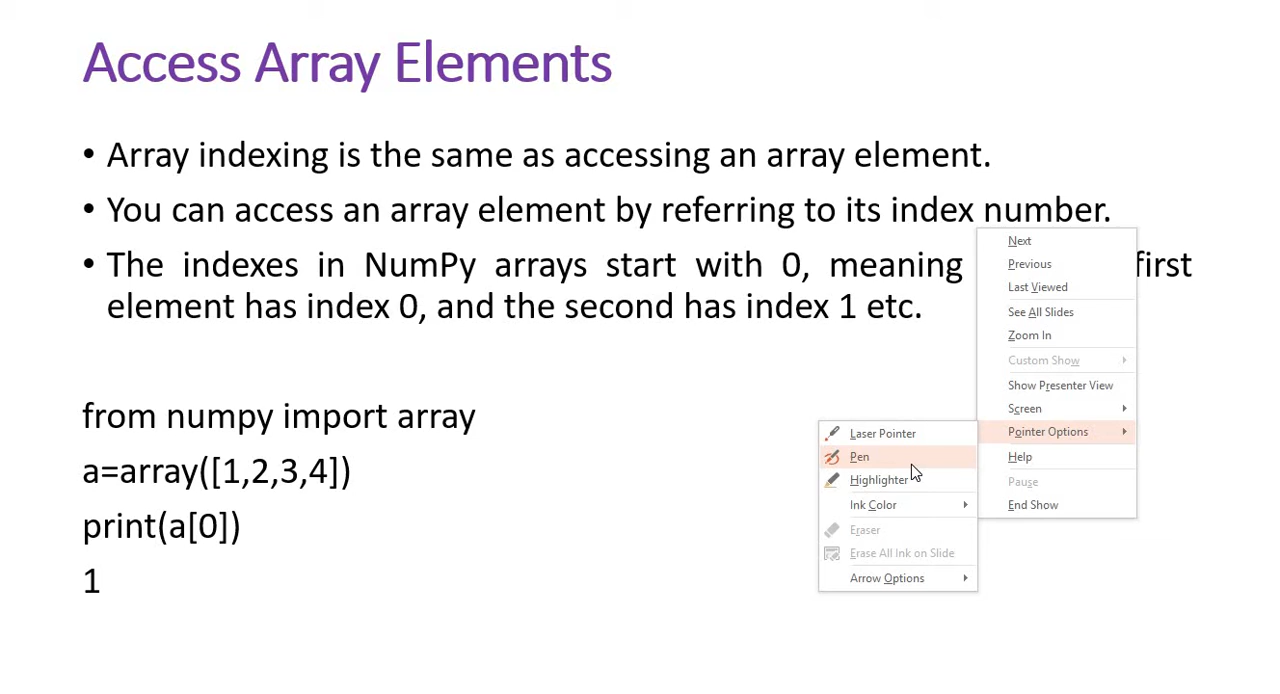 Access Array Elements
• Array indexing is the same as accessing an array element.
• You can access an array element by referring to its index number.
• The indexes in NumPy arrays start with 0, meaning first
element has index 0, and the second has index 1 etc.
from numpy import array
a=array([1,2,3,4])
print(a[0])
1
Next
Previous
Last Viewed
See All Slides
Zoom In
Custom Show
Show Presenter View
Screen
Pointer Options
Help
Pause
End Show
Laser Pointer
Pen
Highlighter
Ink Color
Eraser
Erase All Ink on Slide
Arrow Options